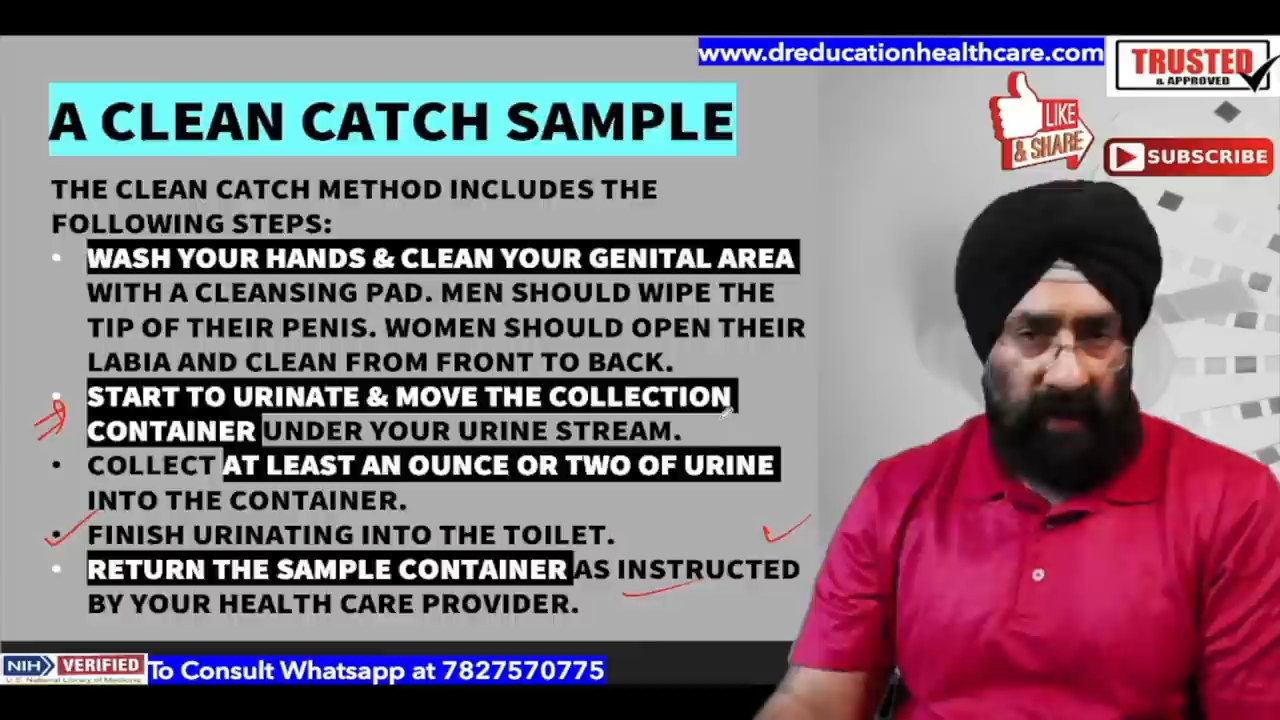 www.dreducationhealthcare.com
TRUSTED
& APPROVED
LIKE
& SHARE
SUBSCRIBE
A CLEAN CATCH SAMPLE
THE CLEAN CATCH METHOD INCLUDES THE
FOLLOWING STEPS:
• WASH YOUR HANDS & CLEAN YOUR GENITAL AREA
WITH A CLEANSING PAD. MEN SHOULD WIPE THE
TIP OF THEIR PENIS. WOMEN SHOULD OPEN THEIR
LABIA AND CLEAN FROM FRONT TO BACK.
• START TO URINATE & MOVE THE COLLECTION
CONTAINER UNDER YOUR URINE STREAM.
• COLLECT AT LEAST AN OUNCE OR TWO OF URINE
INTO THE CONTAINER.
• FINISH URINATING INTO THE TOILET.
• RETURN THE SAMPLE CONTAINER AS INSTRUCTED
BY YOUR HEALTH CARE PROVIDER.
NIH VERIFIED
U.S. National Library of Medicine
To Consult Whatsapp at 7827570775